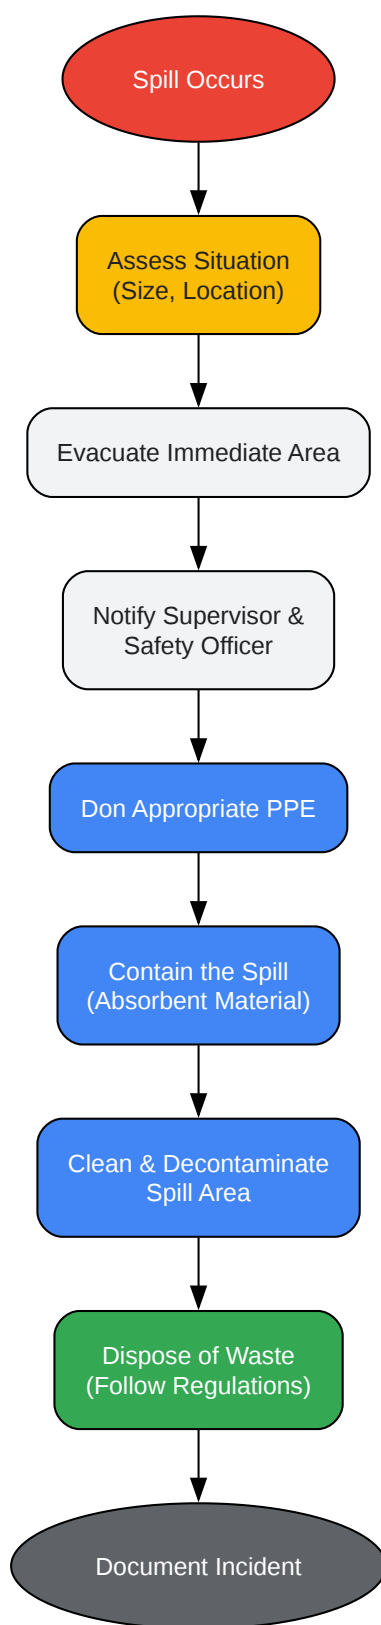 Spill Occurs
Assess Situation
(Size, Location)
Evacuate Immediate Area
Notify Supervisor &
Safety Officer
Don Appropriate PPE
Contain the Spill
(Absorbent Material)
Clean & Decontaminate
Spill Area
Dispose of Waste
(Follow Regulations)
Document Incident